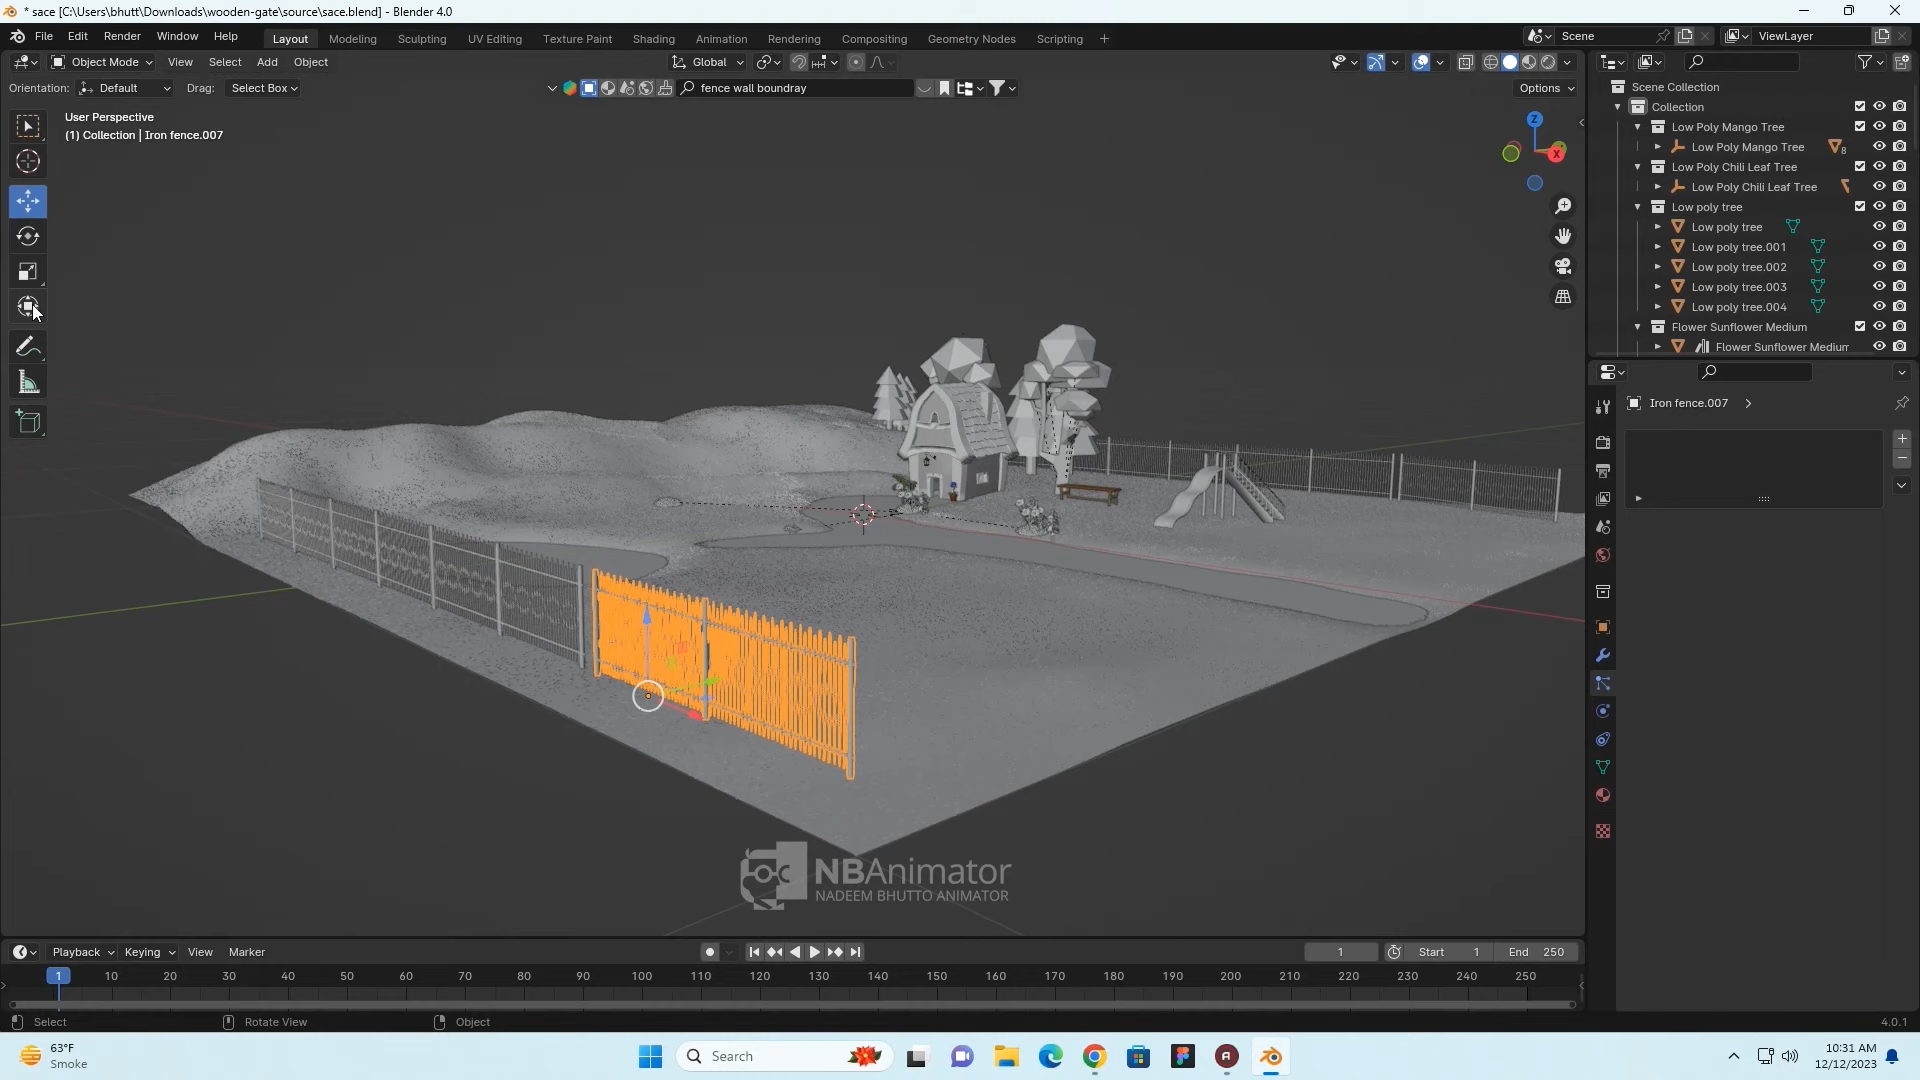 * sace [C:\Users\bhutt\Downloads\wooden-gate\source\sace.blend] - Blender 4.0
File Edit Render Window Help Layout Modeling Sculpting UV Editing Texture Paint Shading Animation Rendering Compositing Geometry Nodes Scripting + Scene ViewLayer
Object Mode View Select Add Object Global
Orientation: Default Drag: Select Box fence wall boundray Options
User Perspective
(1) Collection | Iron fence.007
Z
X
Scene Collection
Collection
Low Poly Mango Tree
Low Poly Mango Tree 8
Low Poly Chili Leaf Tree
Low Poly Chili Leaf Tree
Low poly tree
Low poly tree
Low poly tree.001
Low poly tree.002
Low poly tree.003
Low poly tree.004
Flower Sunflower Medium
Flower Sunflower Medium
Iron fence.007
NBAnimator
NADEEM BHUTTO ANIMATOR
Playback Keying View Marker 1 Start 1 End 250
1 10 20 30 40 50 60 70 80 90 100 110 120 130 140 150 160 170 180 190 200 210 220 230 240 250
Select Rotate View Object 4.0.1
63°F
Smoke
Search
10:31 AM
12/12/2023